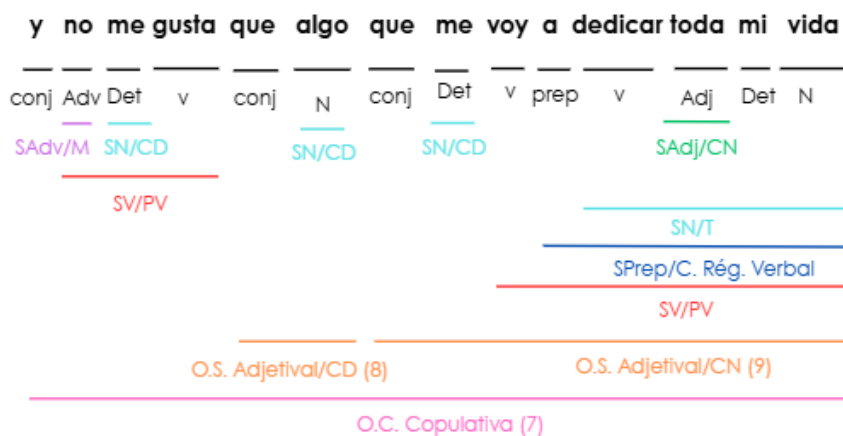 y no me gusta que algo que me voy a dedicar toda mi vida
conj Adv Det v conj N conj Det v prep v Adj Det N
SAdv/M SN/CD SN/CD SN/CD SAdj/CN
SV/PV
SN/T
SPrep/C. Rég. Verbal
SV/PV
O.S. Adjetival/CD (8) O.S. Adjetival/CN (9)
O.C. Copulativa (7)